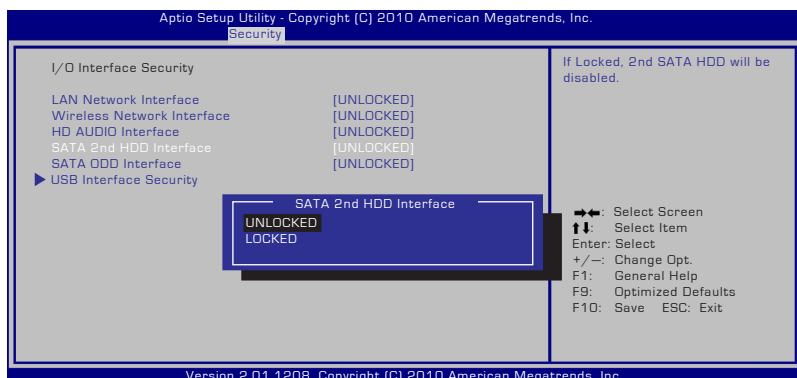 Aptio Setup Utility - Copyright (C) 2010 American Megatrends, Inc.
Security
I/O Interface Security
LAN Network Interface [UNLOCKED]
Wireless Network Interface [UNLOCKED]
HD AUDIO Interface [UNLOCKED]
SATA 2nd HDD Interface [UNLOCKED]
SATA ODD Interface [UNLOCKED]
USB Interface Security
SATA 2nd HDD Interface
UNLOCKED
LOCKED
If Locked, 2nd SATA HDD will be
disabled.
→←: Select Screen
↑↓: Select Item
Enter: Select
+/—: Change Opt.
F1: General Help
F9: Optimized Defaults
F10: Save ESC: Exit
Version 2.01.1208. Copyright (C) 2010 American Megatrends, Inc.